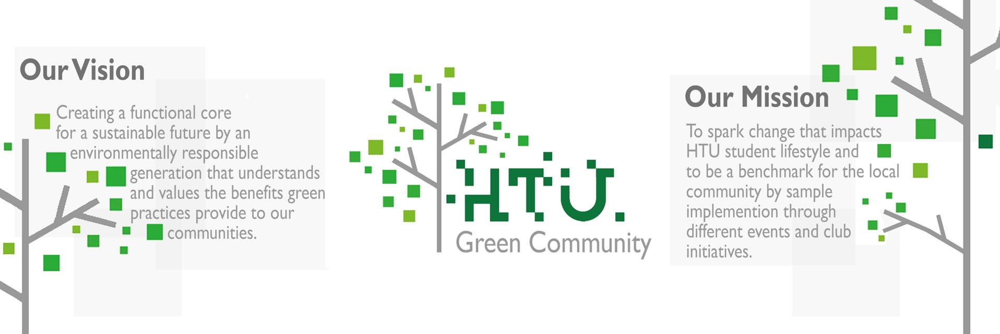 Our Vision
Creating a functional core
for a sustainable future by an
environmentally responsible
generation that understands
and values the benefits green
practices provide to our
communities.
HTU
Green Community
Our Mission
To spark change that impacts
HTU student lifestyle and
to be a benchmark for the local
community by sample
implemention through
different events and club
initiatives.